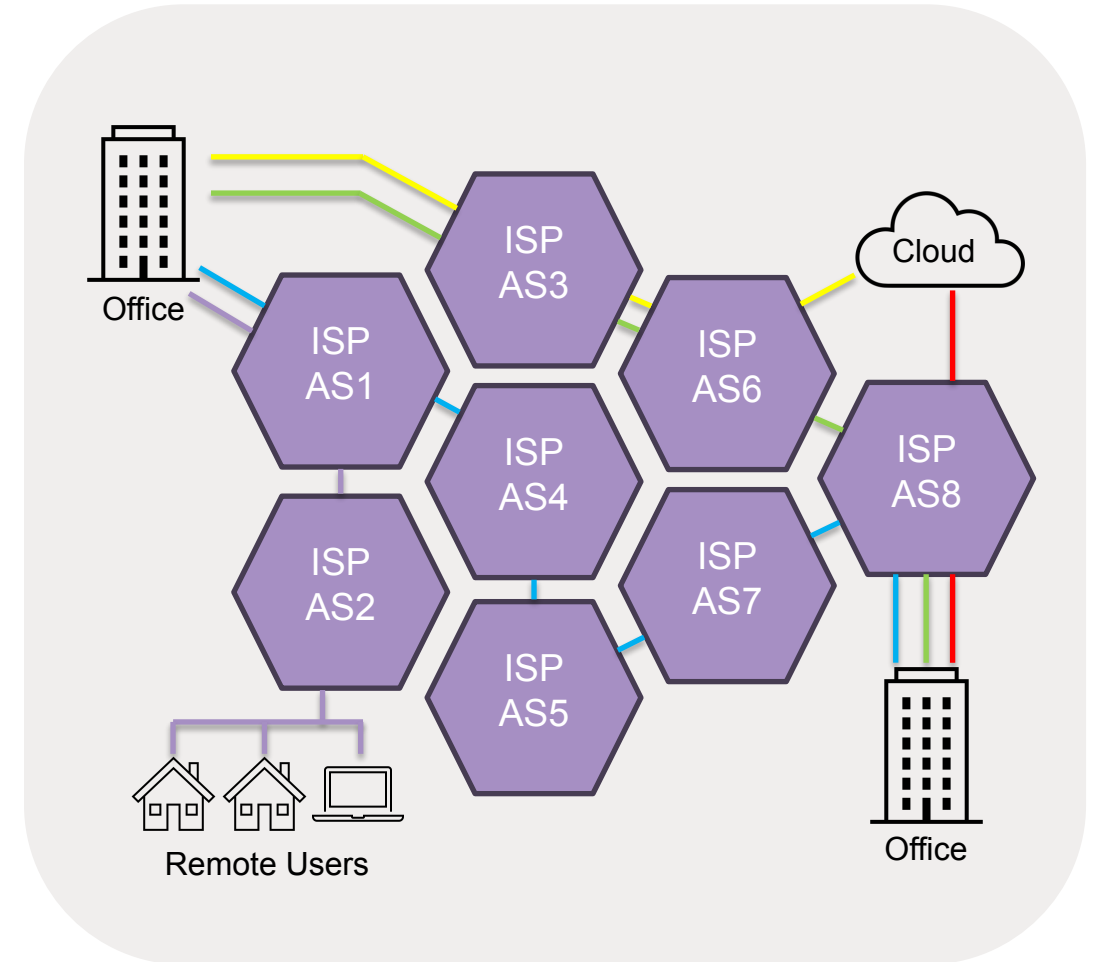 Office
ISP
AS3
Cloud
ISP
AS1
ISP
AS6
ISP
AS4
ISP
AS8
ISP
AS2
ISP
AS7
ISP
AS5
Remote Users
Office